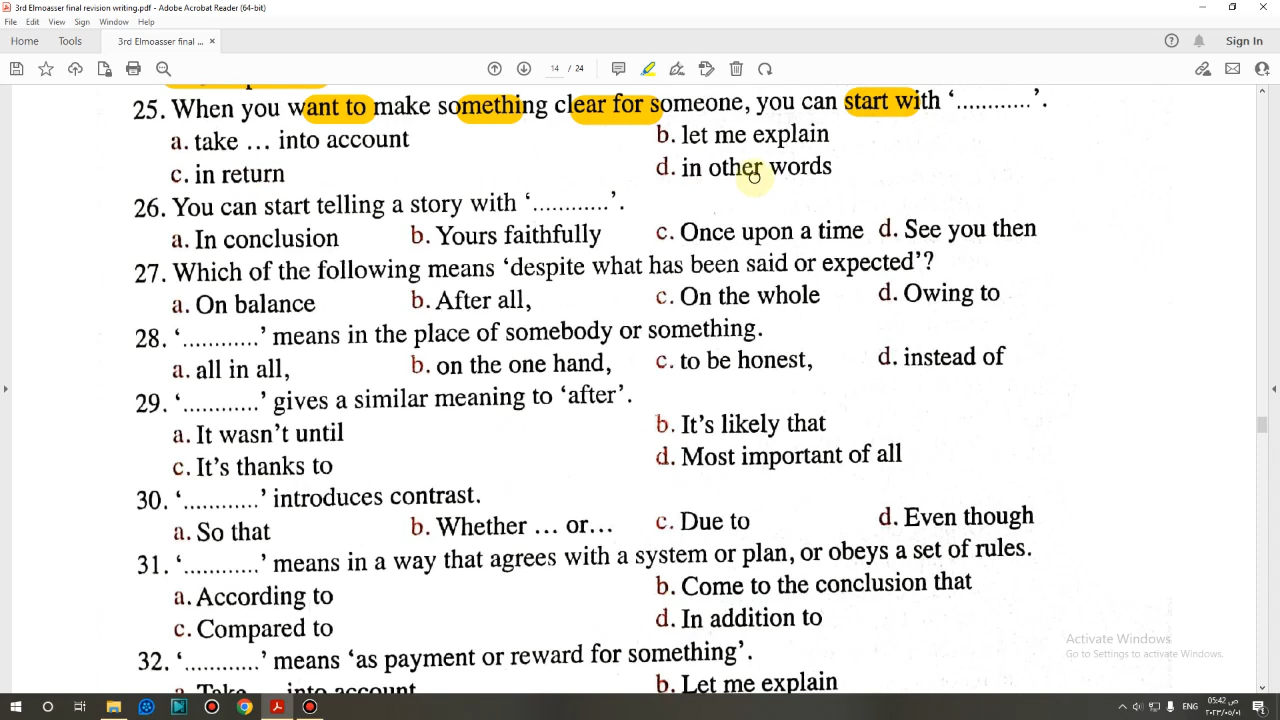 3rd Elmoasser final revision writing.pdf - Adobe Acrobat Reader (64-bit)
File Edit View Sign Window Help
Home Tools 3rd Elmoasser final ... × Sign In
14 / 24
25. When you want to make something clear for someone, you can start with '............'.
a. take ... into account b. let me explain
c. in return d. in other words
26. You can start telling a story with '............'.
a. In conclusion b. Yours faithfully c. Once upon a time d. See you then
27. Which of the following means 'despite what has been said or expected'?
a. On balance b. After all, c. On the whole d. Owing to
28. '............' means in the place of somebody or something.
a. all in all, b. on the one hand, c. to be honest, d. instead of
29. '............' gives a similar meaning to 'after'.
a. It wasn't until b. It's likely that
c. It's thanks to d. Most important of all
30. '............' introduces contrast.
a. So that b. Whether ... or... c. Due to d. Even though
31. '............' means in a way that agrees with a system or plan, or obeys a set of rules.
a. According to b. Come to the conclusion that
c. Compared to d. In addition to
32. '............' means 'as payment or reward for something'.
a. Take ... into account b. Let me explain
Activate Windows
Go to Settings to activate Windows.
ENG
05:42 ص
٢٠٢٣/٠٥/٠١